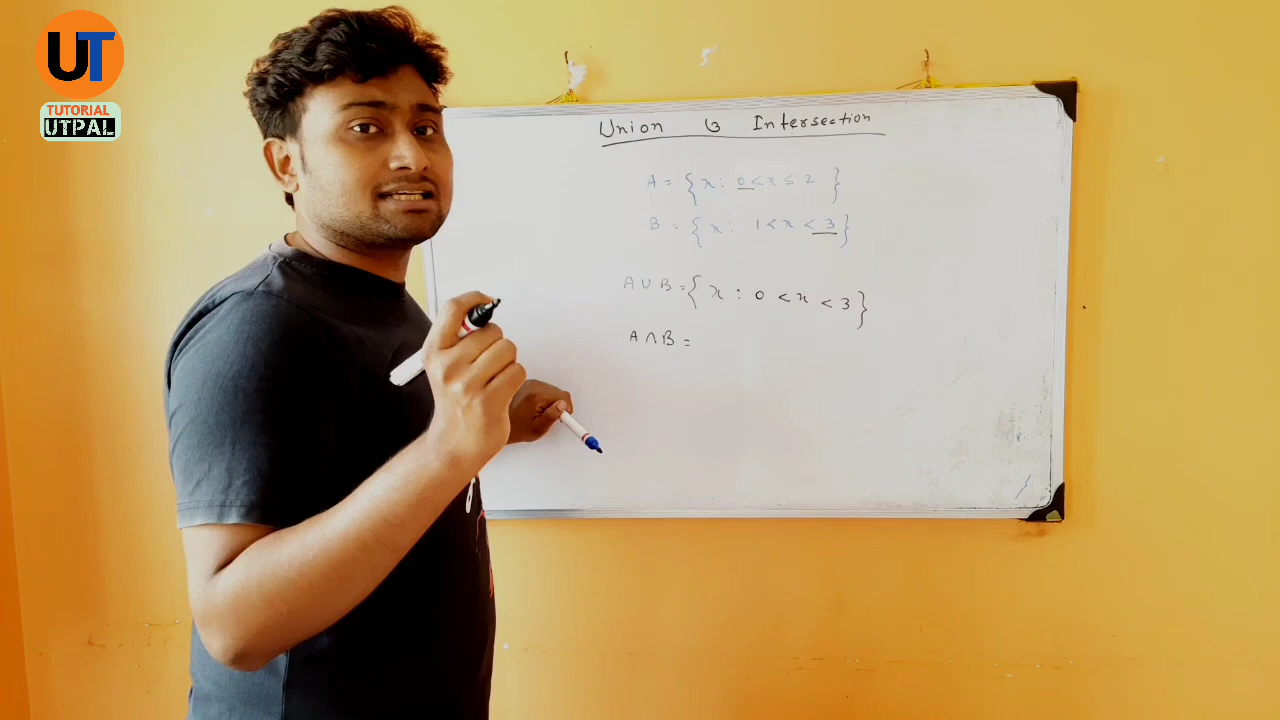 UT
TUTORIAL
UTPAL
Union ও Intersection
A = { x : 0 < x ≤ 2 }
B = { x : 1 < x < 3 }
A ∪ B = { x : 0 < x < 3 }
A ∩ B =